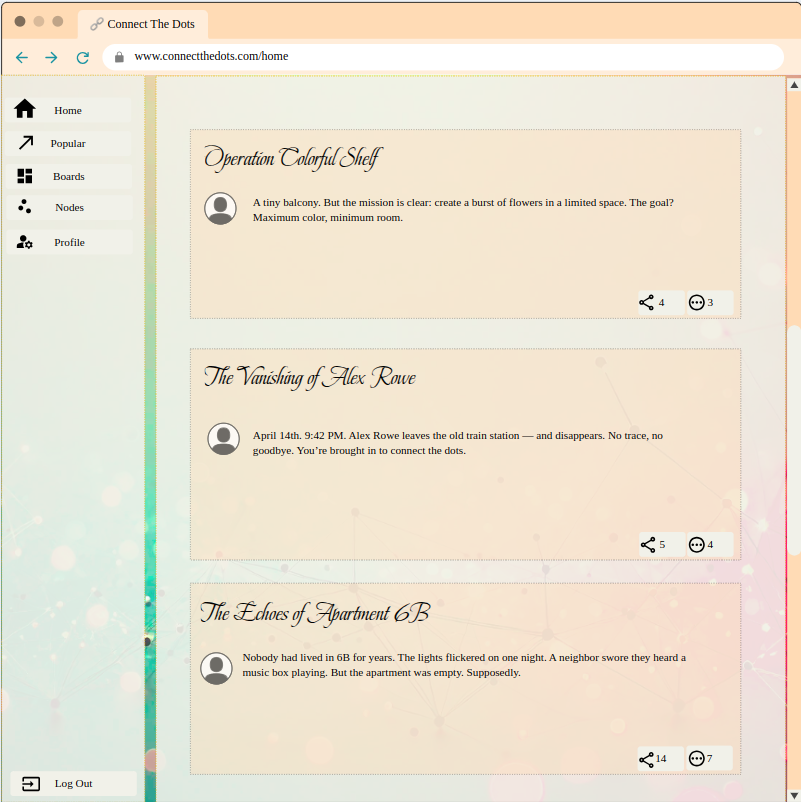 Connect The Dots
www.connectthedots.com/home
Home
Popular
Boards
Nodes
Profile
Operation Colorful Shelf
A tiny balcony. But the mission is clear: create a burst of flowers in a limited space. The goal?
Maximum color, minimum room.
4
3
The Vanishing of Alex Rowe
April 14th. 9:42 PM. Alex Rowe leaves the old train station — and disappears. No trace, no
goodbye. You’re brought in to connect the dots.
5
4
The Echoes of Apartment 6B
Nobody had lived in 6B for years. The lights flickered on one night. A neighbor swore they heard a
music box playing. But the apartment was empty. Supposedly.
14
7
Log Out